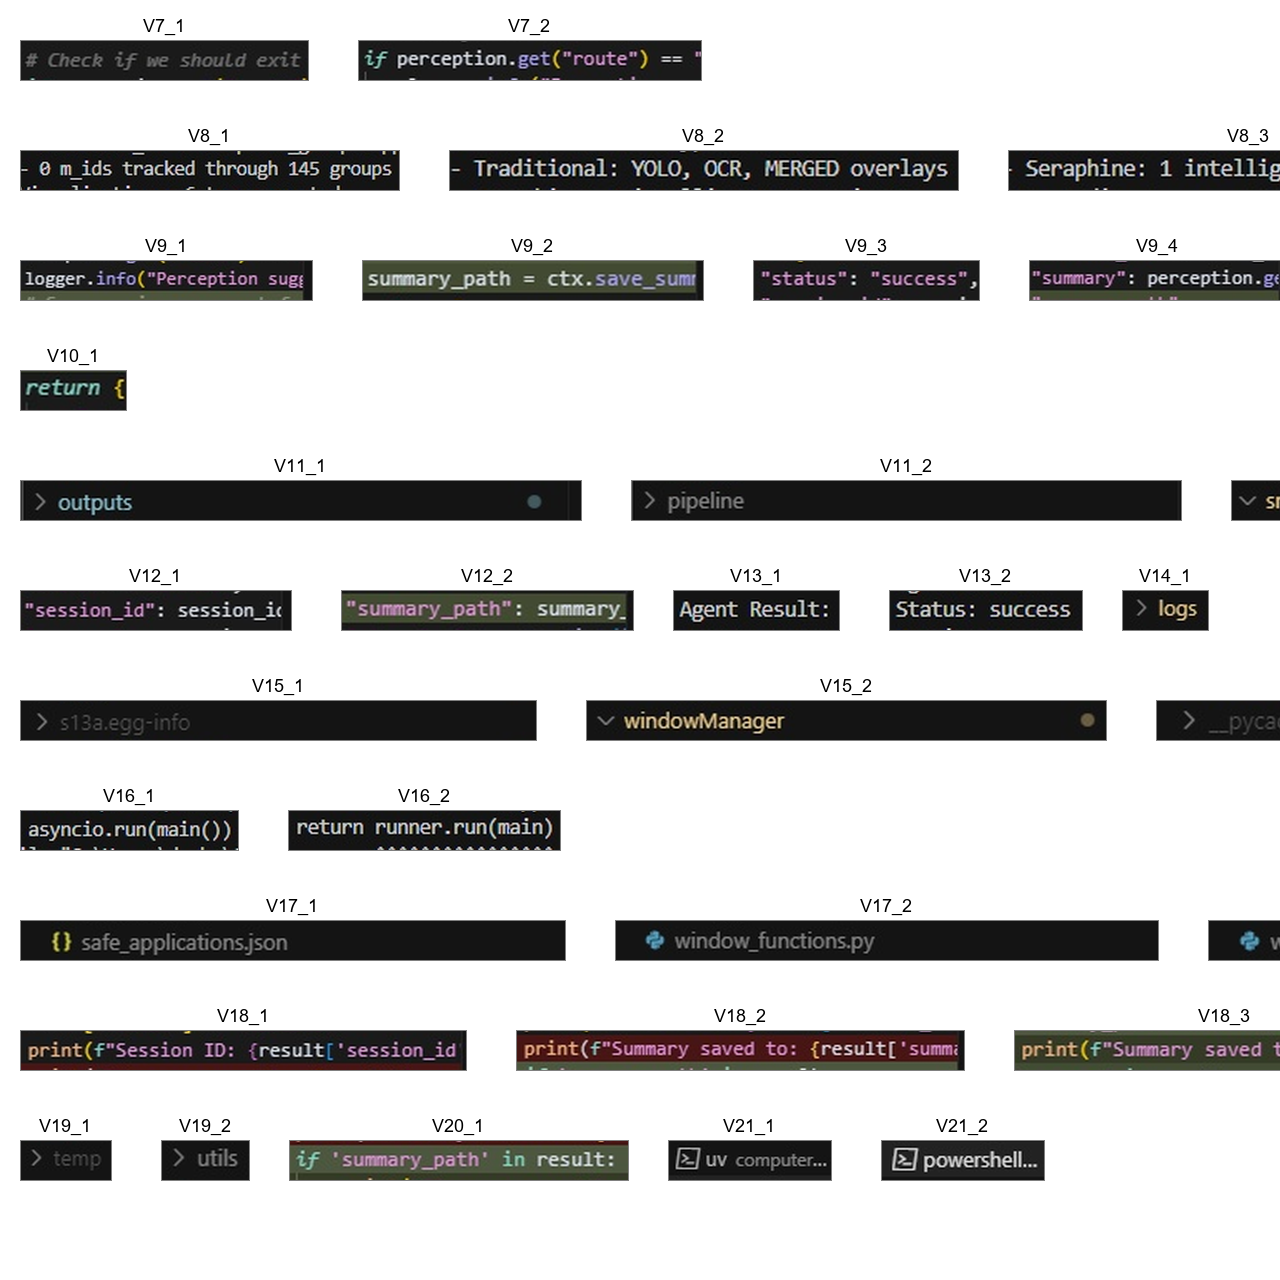 V7_1 V7_2
# Check if we should exit if perception.get("route") == "
V8_1 V8_2 V8_3
- 0 m_ids tracked through 145 groups - Traditional: YOLO, OCR, MERGED overlays - Seraphine: 1 intellig
V9_1 V9_2 V9_3 V9_4
logger.info("Perception sugg summary_path = ctx.save_summ "status": "success", "summary": perception.ge
V10_1
return {
V11_1 V11_2
outputs pipeline
V12_1 V12_2 V13_1 V13_2 V14_1
"session_id": session_id "summary_path": summary_ Agent Result: Status: success logs
V15_1 V15_2
s13a.egg-info windowManager __pycac
V16_1 V16_2
asyncio.run(main()) return runner.run(main)
V17_1 V17_2
{} safe_applications.json window_functions.py
V18_1 V18_2 V18_3
print(f"Session ID: {result['session_id' print(f"Summary saved to: {result['summa print(f"Summary saved t
V19_1 V19_2 V20_1 V21_1 V21_2
temp utils if 'summary_path' in result: uv computer... powershell...